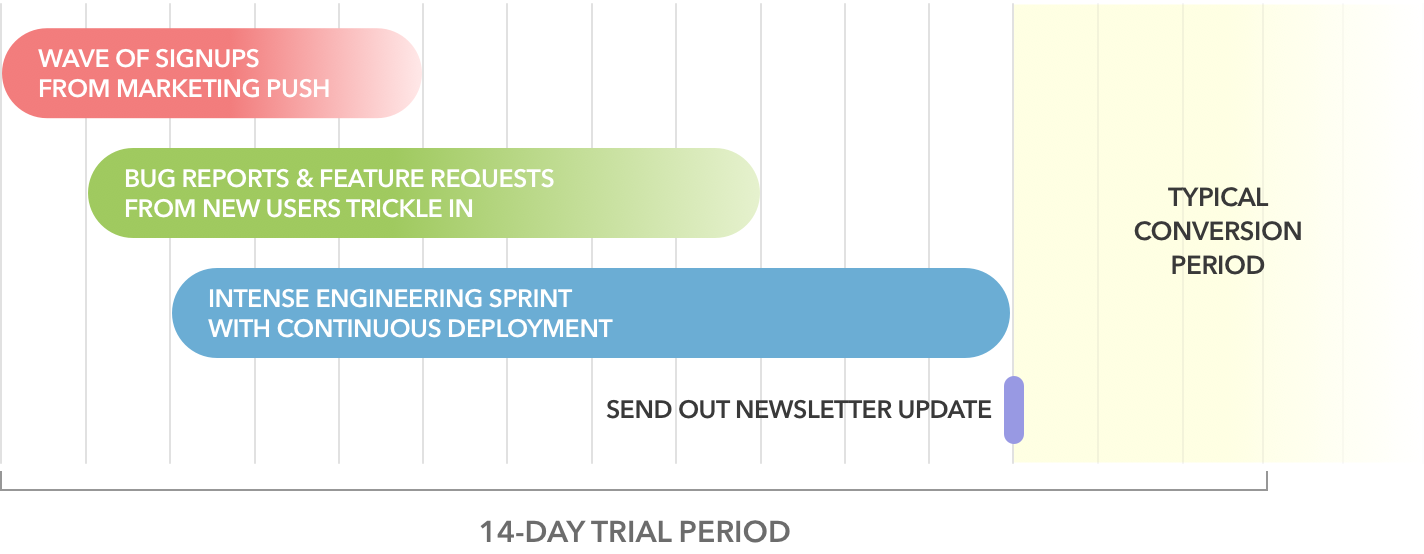 WAVE OF SIGNUPS
FROM MARKETING PUSH
BUG REPORTS & FEATURE REQUESTS
FROM NEW USERS TRICKLE IN
TYPICAL
CONVERSION
PERIOD
INTENSE ENGINEERING SPRINT
WITH CONTINUOUS DEPLOYMENT
SEND OUT NEWSLETTER UPDATE
14-DAY TRIAL PERIOD